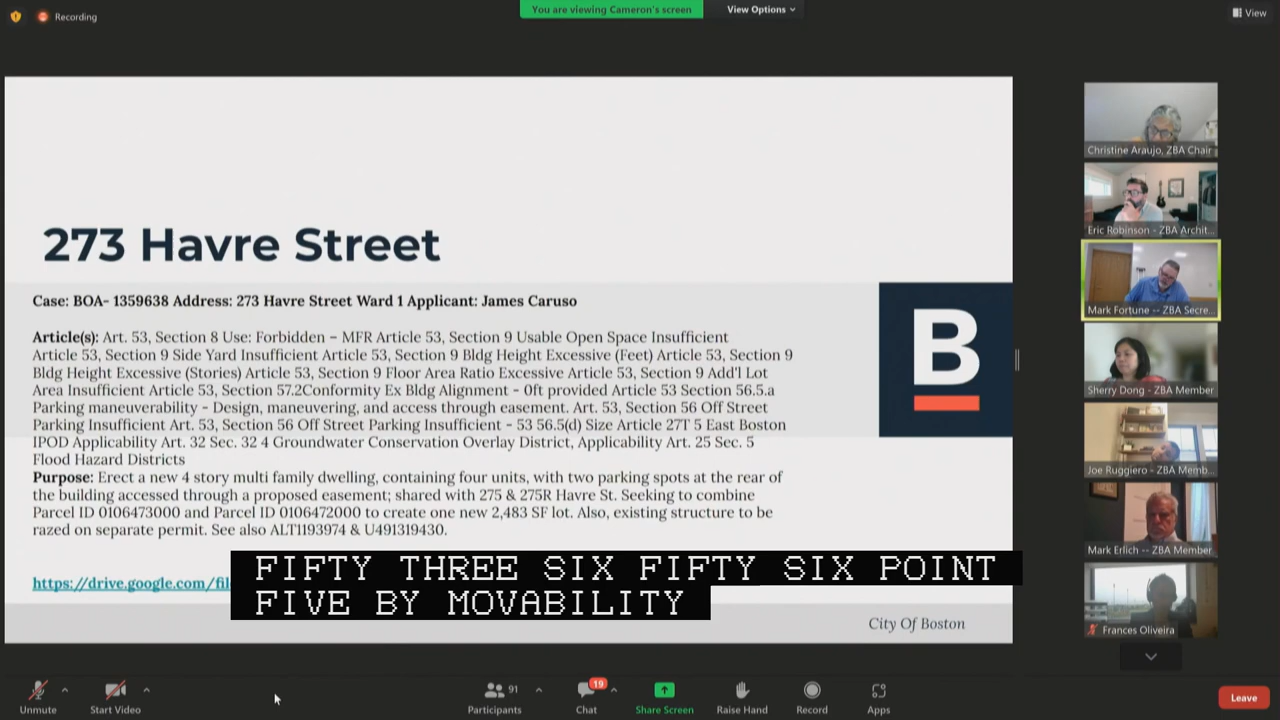 Recording
You are viewing Cameron's screen
View Options
View
273 Havre Street
Case: BOA- 1359638 Address: 273 Havre Street Ward 1 Applicant: James Caruso
Article(s): Art. 53, Section 8 Use: Forbidden – MFR Article 53, Section 9 Usable Open Space Insufficient
Article 53, Section 9 Side Yard Insufficient Article 53, Section 9 Bldg Height Excessive (Feet) Article 53, Section 9
Bldg Height Excessive (Stories) Article 53, Section 9 Floor Area Ratio Excessive Article 53, Section 9 Add'l Lot
Area Insufficient Article 53, Section 57.2Conformity Ex Bldg Alignment - 0ft provided Article 53 Section 56.5.a
Parking maneuverability - Design, maneuvering, and access through easement. Art. 53, Section 56 Off Street
Parking Insufficient Art. 53, Section 56 Off Street Parking Insufficient - 53 56.5(d) Size Article 27T 5 East Boston
IPOD Applicability Art. 32 Sec. 32 4 Groundwater Conservation Overlay District, Applicability Art. 25 Sec. 5
Flood Hazard Districts
Purpose: Erect a new 4 story multi family dwelling, containing four units, with two parking spots at the rear of
the building accessed through a proposed easement; shared with 275 & 275R Havre St. Seeking to combine
Parcel ID 0106473000 and Parcel ID 0106472000 to create one new 2,483 SF lot. Also, existing structure to be
razed on separate permit. See also ALT1193974 & U491319430.
https://drive.google.com/fil
B
City Of Boston
FIFTY THREE SIX FIFTY SIX POINT
FIVE BY MOVABILITY
Christine Araujo, ZBA Chair
Eric Robinson - ZBA Archit...
Mark Fortune -- ZBA Secre...
Sherry Dong - ZBA Member
Joe Ruggiero - ZBA Memb...
Mark Erlich -- ZBA Member
Frances Oliveira
Unmute
Start Video
91
Participants
19
Chat
Share Screen
Raise Hand
Record
Apps
Leave